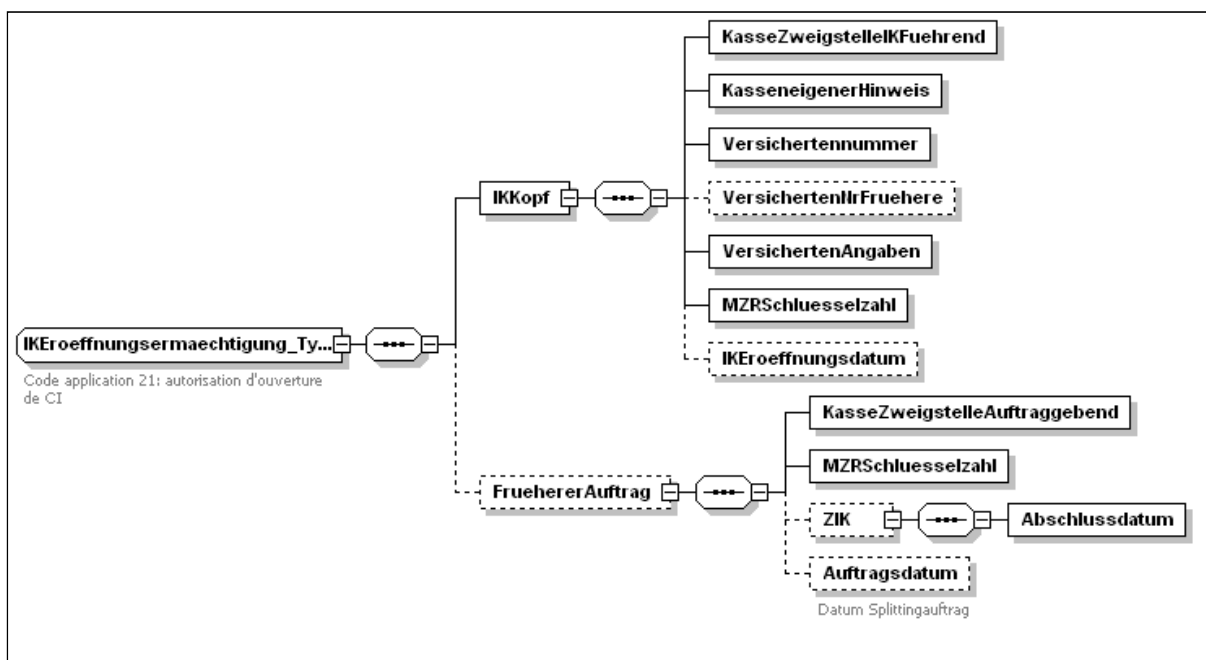 KasseZweigstelleIKFuehrend
KasseneigenerHinweis
Versichertennummer
IKKopf
VersichertenNrFruehere
VersichertenAngaben
MZRSchluesselzahl
IKEroeffnungsermaechtigung_Ty...
IKEroeffnungsdatum
Code application 21: autorisation d'ouverture
de CI
KasseZweigstelleAuftraggebend
MZRSchluesselzahl
FruehererAuftrag
ZIK
Abschlussdatum
Auftragsdatum
Datum Splittingauftrag